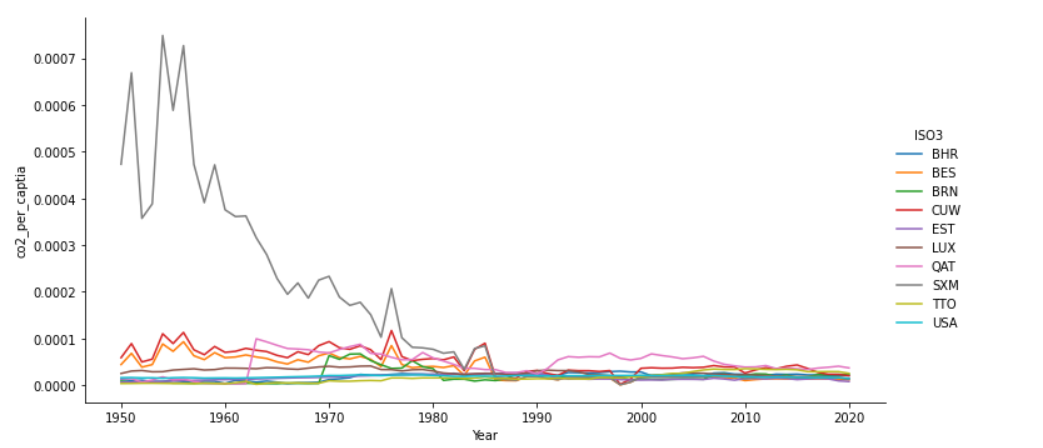 0.0007
0.0006
0.0005
0.0004
0.0003
0.0002
0.0001
0.0000
co2_per_captia
1950 1960 1970 1980 1990 2000 2010 2020
Year
ISO3
BHR
BES
BRN
CUW
EST
LUX
QAT
SXM
TTO
USA